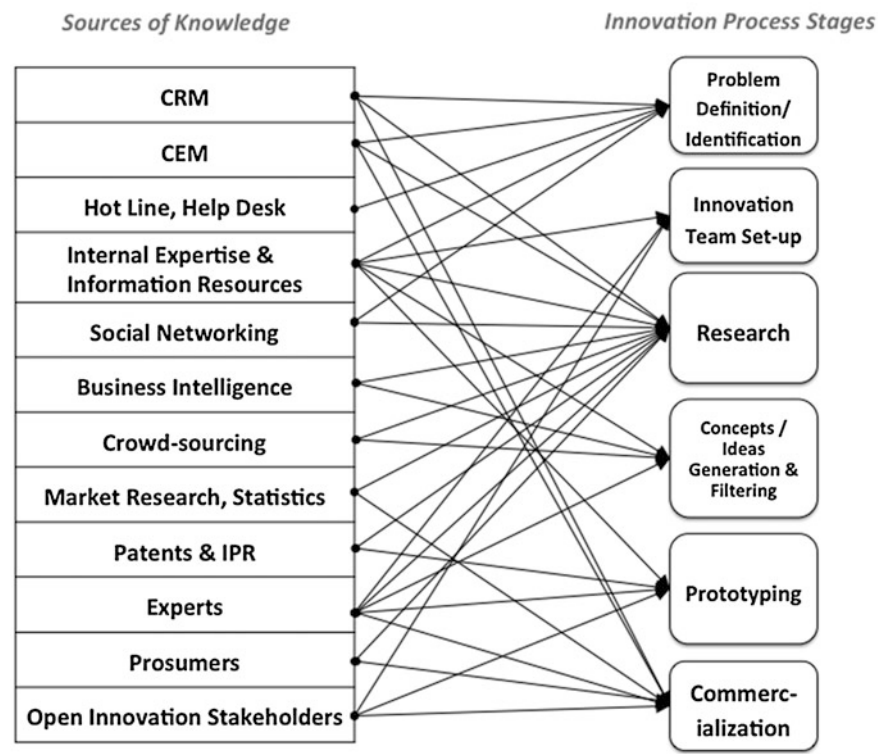 Sources of Knowledge
Innovation Process Stages
CRM
CEM
Hot Line, Help Desk
Internal Expertise &
Information Resources
Social Networking
Business Intelligence
Crowd-sourcing
Market Research, Statistics
Patents & IPR
Experts
Prosumers
Open Innovation Stakeholders
Problem
Definition/
Identification
Innovation
Team Set-up
Research
Concepts /
Ideas
Generation &
Filtering
Prototyping
Commerc-
ialization